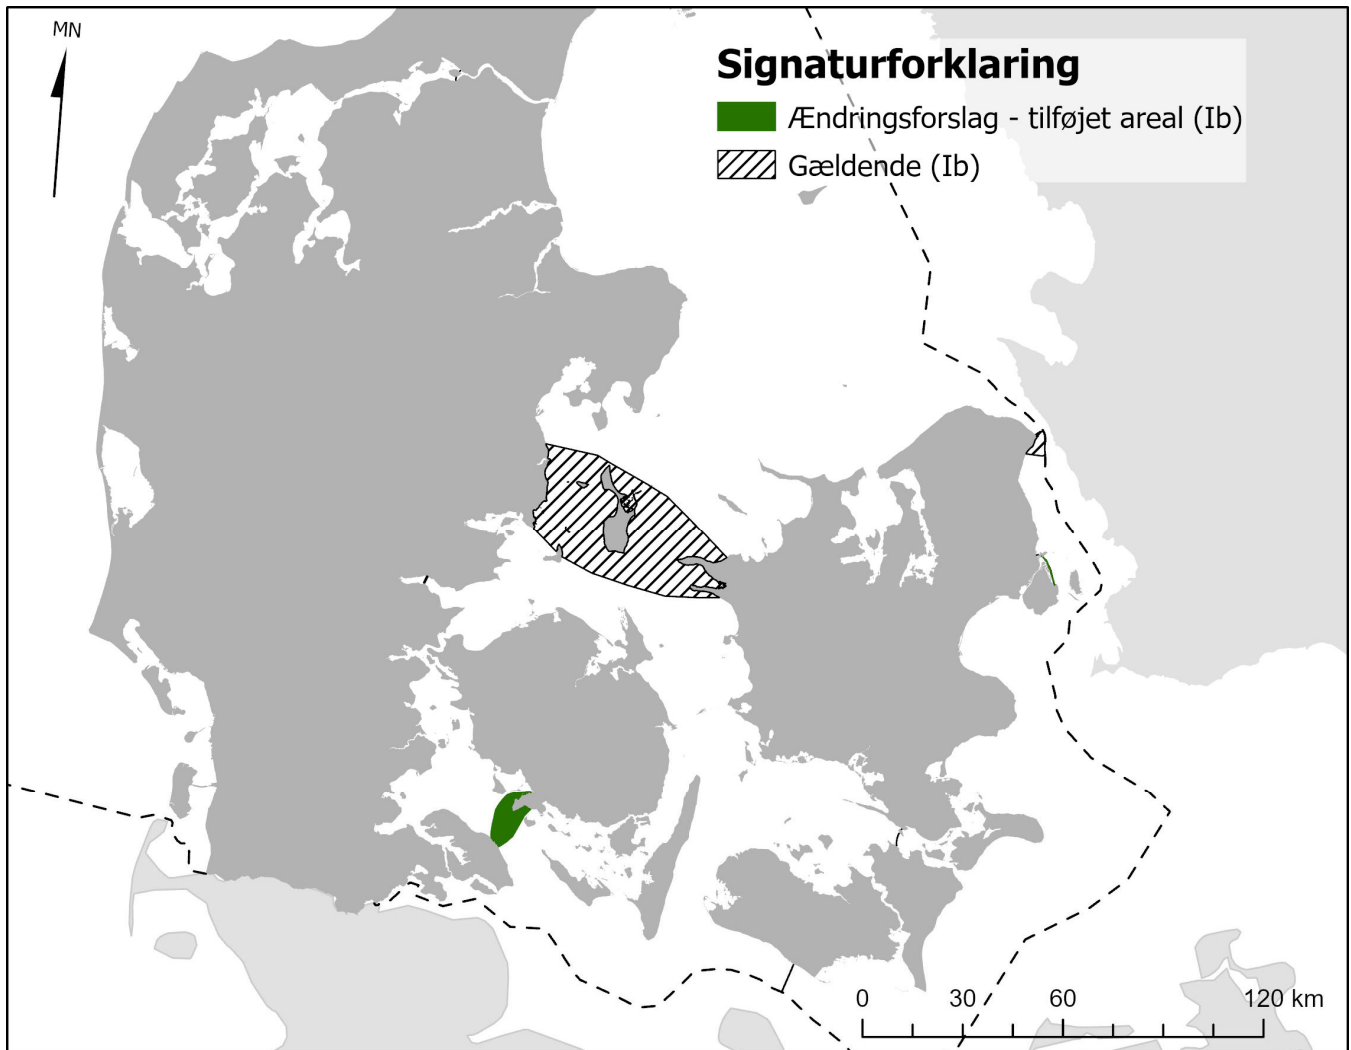 MN
Signaturforklaring
Ændringsforslag - tilføjet areal (Ib)
Gældende (Ib)
0 30 60 120 km